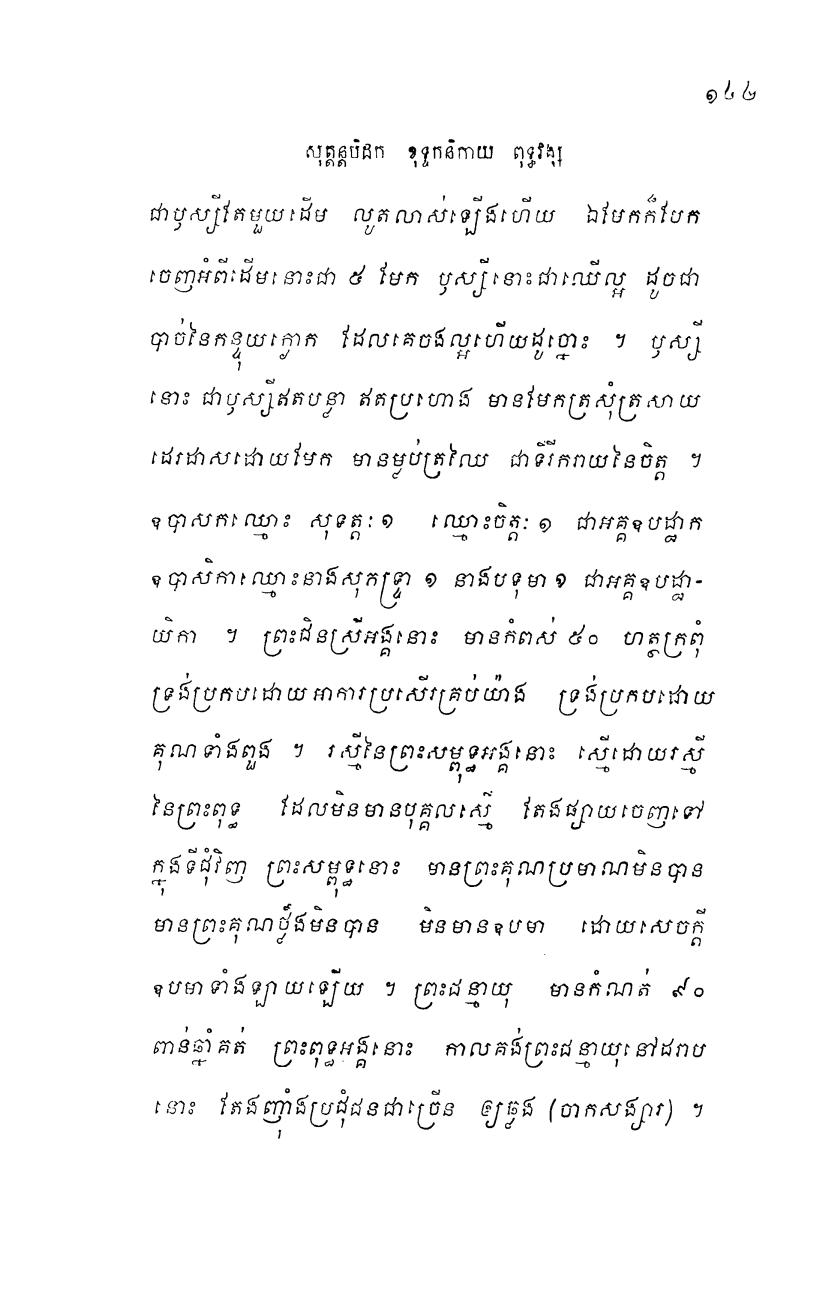 ១៤២
សុត្តន្តបិដក ខុទ្ទកនិកាយ ពុទ្ធវង្ស
ជាឫស្សីតែមួយដើម លូតលាស់ឡើងហើយ ឯមែកក៏បែក
ចេញអំពីដើមនោះជា ៥ មែក ឫស្សីនោះជាឈើល្អ ដូចជា
បាច់នៃកន្ទុយក្ងោក ដែលគេចងល្អហើយដូច្នោះ ។ ឫស្សី
នោះ ជាឫស្សីឥតបន្លា ឥតប្រហោង មានមែកត្រសុំត្រសាយ
ដេរដាសដោយមែក មានម្លប់ត្រឈៃ ជាទីរីករាយនៃចិត្ត ។
ឧបាសកឈ្មោះ សុទត្តៈ ១ ឈ្មោះចិត្តៈ ១ ជាអគ្គឧបដ្ឋាក
ឧបាសិកាឈ្មោះនាងសុភទ្ទ្រា ១ នាងបទុមា ១ ជាអគ្គឧបដ្ឋា-
យិកា ។ ព្រះជិនស្រីអង្គនោះ មានកំពស់ ៥០ ហត្ថក្រពុំ
ទ្រង់ប្រកបដោយអាការប្រសើរគ្រប់យ៉ាង ទ្រង់ប្រកបដោយ
គុណទាំងពួង ។ រស្មីនៃព្រះសម្ពុទ្ធអង្គនោះ ស្មើដោយរស្មី
នៃព្រះពុទ្ធ ដែលមិនមានបុគ្គលស្មើ តែងផ្សាយចេញទៅ
ក្នុងទីជុំវិញ ព្រះសម្ពុទ្ធនោះ មានព្រះគុណប្រមាណមិនបាន
មានព្រះគុណថ្លឹងមិនបាន មិនមានឧបមា ដោយសេចក្តី
ឧបមាទាំងឡាយឡើយ ។ ព្រះជន្មាយុ មានកំណត់ ៩០
ពាន់ឆ្នាំគត់ ព្រះពុទ្ធអង្គនោះ កាលគង់ព្រះជន្មាយុនៅដរាប
នោះ តែងញ៉ាំងប្រជុំជនជាច្រើន ឲ្យឆ្លង (ចាកសង្សារ) ។